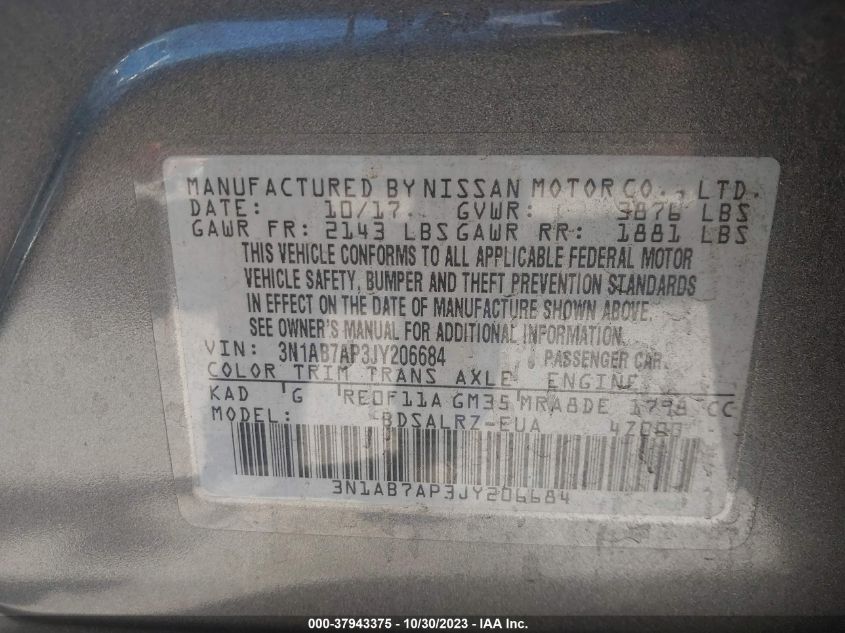 MANUFACTURED BY NISSAN MOTOR CO., LTD.
DATE: 10/17 GVWR: 3876 LBS
GAWR FR: 2143 LBS GAWR RR: 1881 LBS
THIS VEHICLE CONFORMS TO ALL APPLICABLE FEDERAL MOTOR
VEHICLE SAFETY, BUMPER AND THEFT PREVENTION STANDARDS
IN EFFECT ON THE DATE OF MANUFACTURE SHOWN ABOVE.
SEE OWNER'S MANUAL FOR ADDITIONAL INFORMATION.
VIN: 3N1AB7AP3JY206684 PASSENGER CAR
COLOR TRIM TRANS AXLE ENGINE
KAD G RE0F11A GM35 MRA8DE 1798 CC
MODEL: BDSALRZ-EUA
3N1AB7AP3JY206684
000-37943375 - 10/30/2023 - IAA Inc.